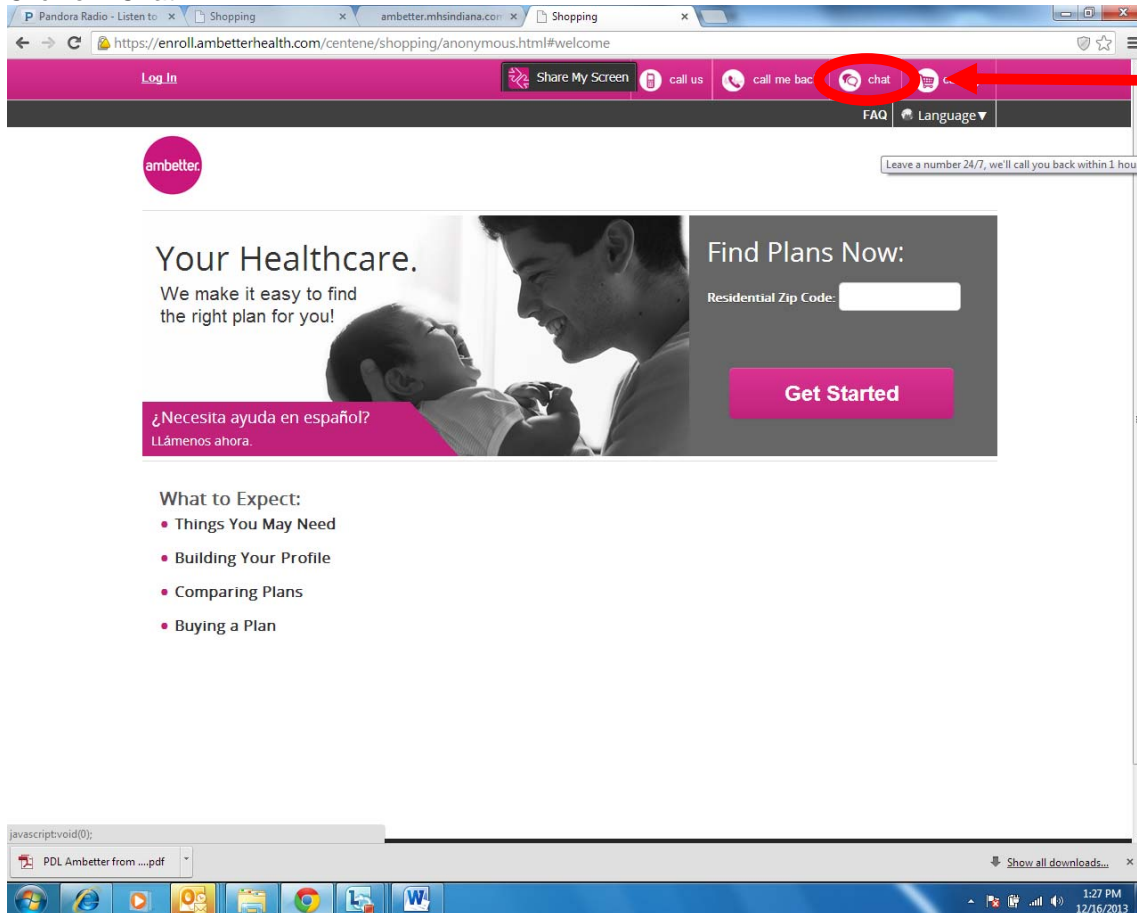 Pandora Radio - Listen to
Shopping
ambetter.mhsindiana.com
Shopping
https://enroll.ambetterhealth.com/centene/shopping/anonymous.html#welcome
Log In
Share My Screen
call us
call me bac
chat
FAQ
Language▼
ambetter.
Leave a number 24/7, we'll call you back within 1 hou
Your Healthcare.
We make it easy to find
the right plan for you!
Find Plans Now:
Residential Zip Code:
Get Started
¿Necesita ayuda en español?
LLámenos ahora.
What to Expect:
• Things You May Need
• Building Your Profile
• Comparing Plans
• Buying a Plan
javascript:void(0);
PDL Ambetter from ....pdf
Show all downloads...
1:27 PM
12/16/2013